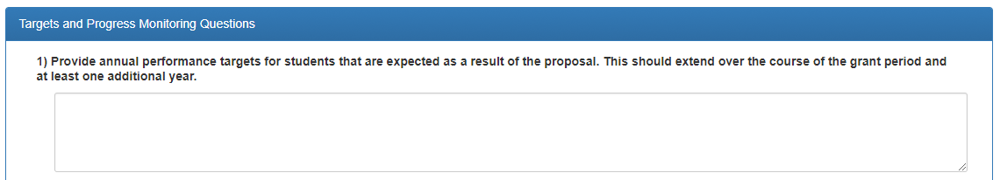 Targets and Progress Monitoring Questions
1) Provide annual performance targets for students that are expected as a result of the proposal. This should extend over the course of the grant period and
at least one additional year.